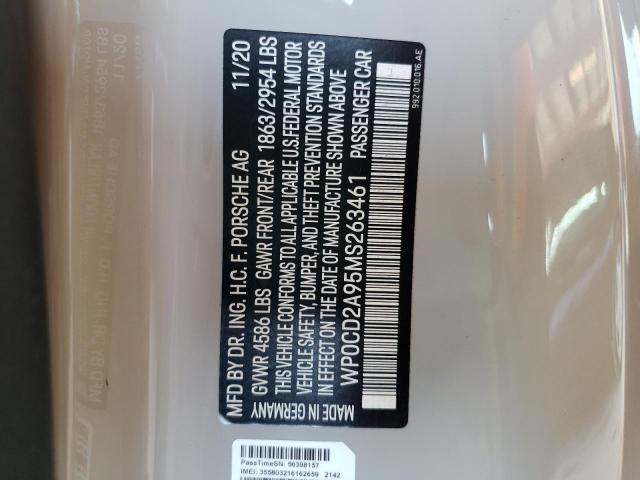 MFD BY DR. ING. H.C. F. PORSCHE AG 11/20
GVWR 4586 LBS GAWR FRONT/REAR 1863/2954 LBS
THIS VEHICLE CONFORMS TO ALL APPLICABLE U.S. FEDERAL MOTOR
VEHICLE SAFETY, BUMPER, AND THEFT PREVENTION STANDARDS
IN EFFECT ON THE DATE OF MANUFACTURE SHOWN ABOVE
MADE IN GERMANY
WP0CD2A95MS263461 PASSENGER CAR
992.010.016.AE
PassTimeSN: 56398157
IMEI: 355803216162659 2142